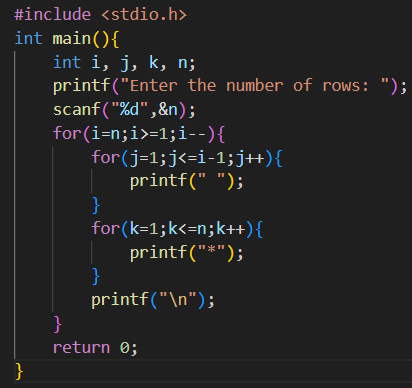 #include <stdio.h>
int main(){
    int i, j, k, n;
    printf("Enter the number of rows: ");
    scanf("%d",&n);
    for(i=n;i>=1;i--){
        for(j=1;j<=i-1;j++){
            printf(" ");
        }
        for(k=1;k<=n;k++){
            printf("*");
        }
        printf("\n");
    }
    return 0;
}